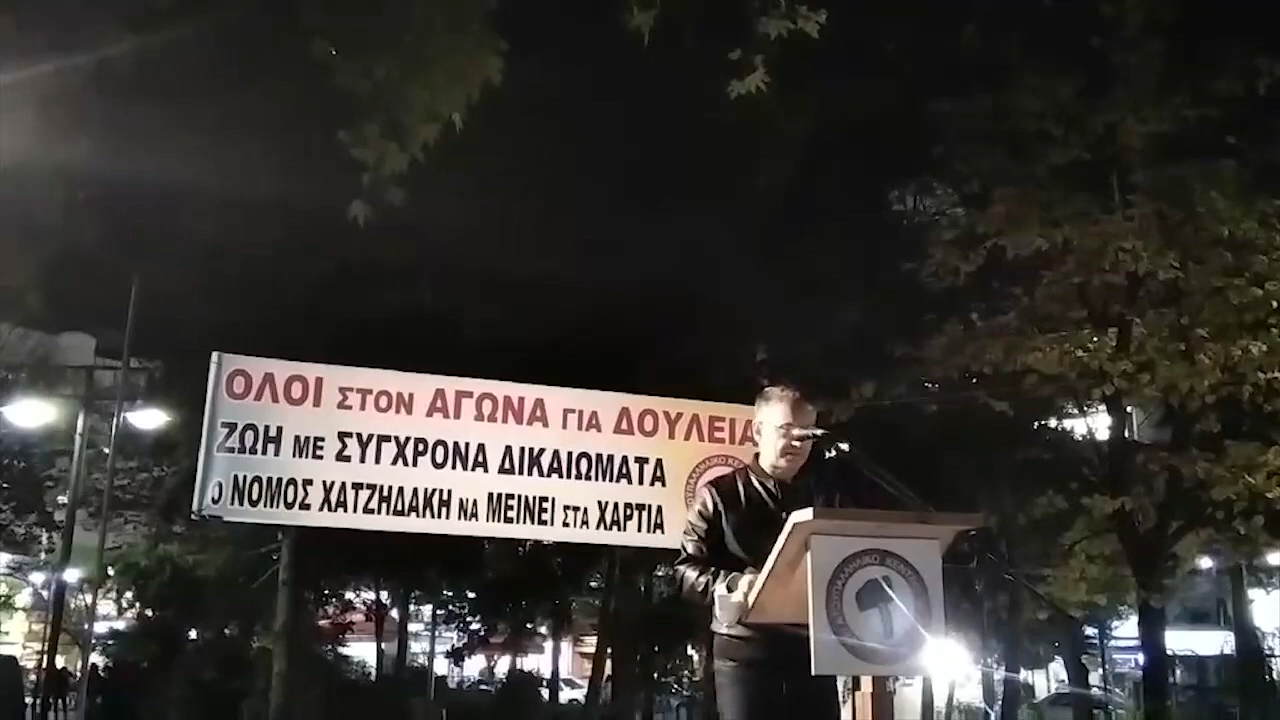 ΟΛΟΙ ΣΤΟΝ ΑΓΩΝΑ ΓΙΑ ΔΟΥΛΕΙΑ
ΖΩΗ ΜΕ ΣΥΓΧΡΟΝΑ ΔΙΚΑΙΩΜΑΤΑ
Ο ΝΟΜΟΣ ΧΑΤΖΗΔΑΚΗ ΝΑ ΜΕΙΝΕΙ ΣΤΑ ΧΑΡΤΙΑ